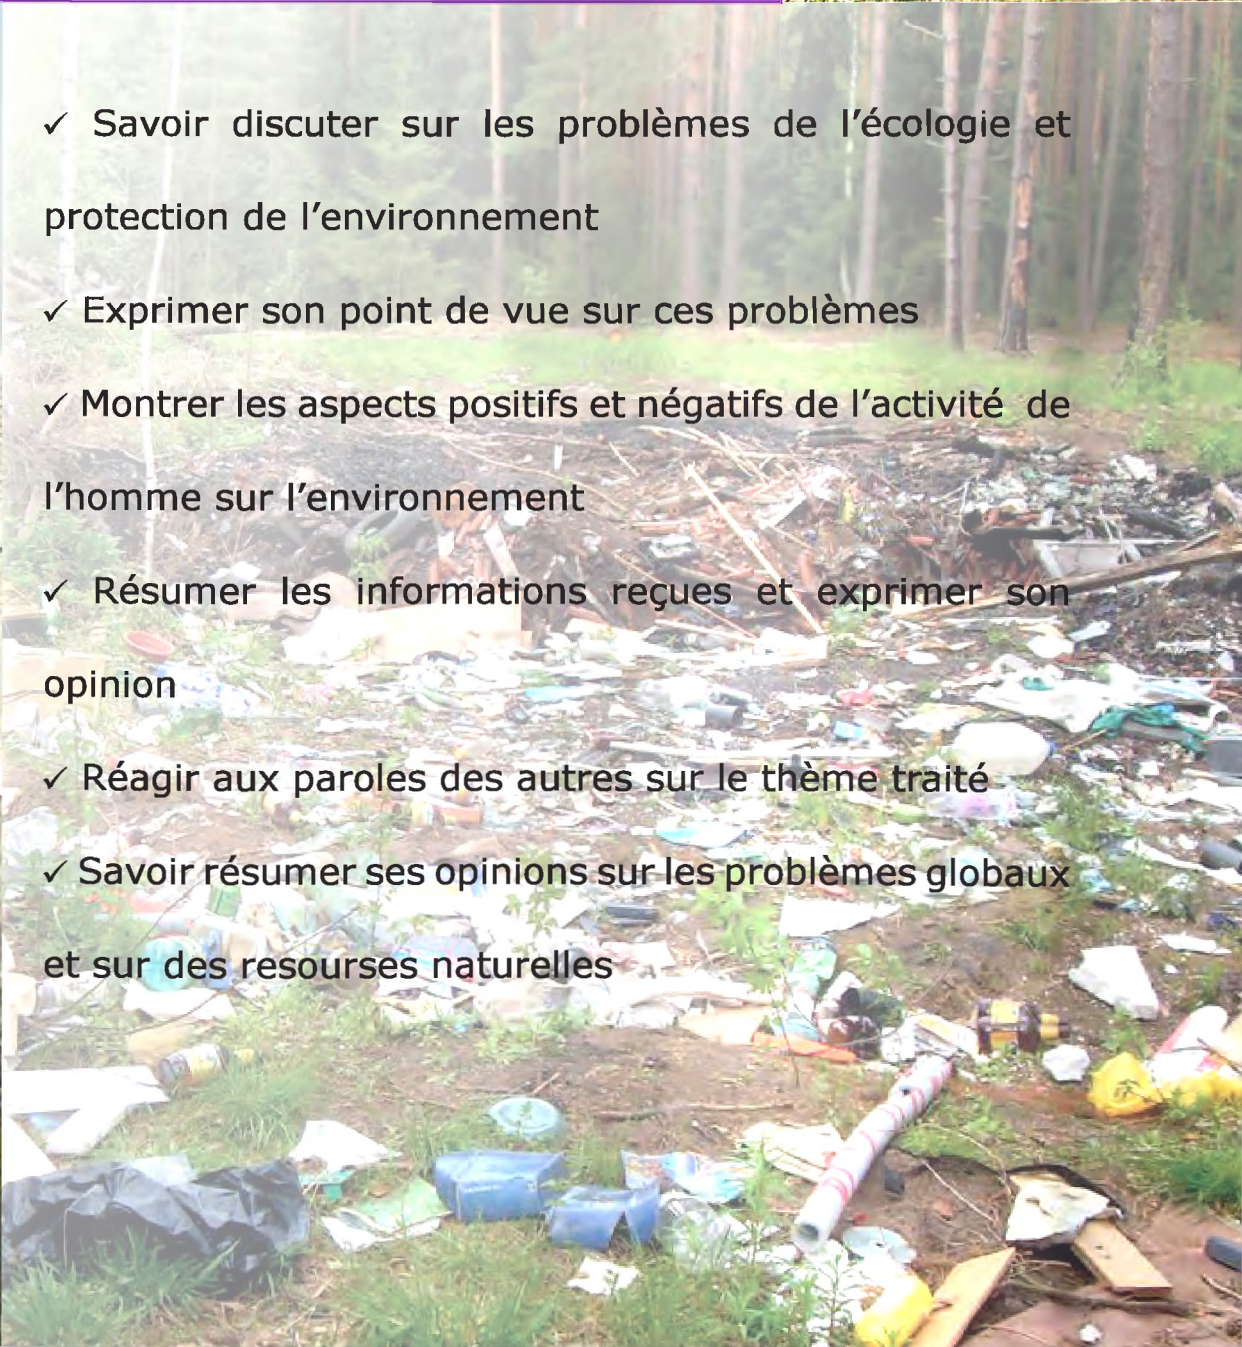 ✓ Savoir discuter sur les problèmes de l'écologie et
protection de l'environnement
✓ Exprimer son point de vue sur ces problèmes
✓ Montrer les aspects positifs et négatifs de l'activité de
l'homme sur l'environnement
✓ Résumer les informations reçues et exprimer son
opinion
✓ Réagir aux paroles des autres sur le thème traité
✓ Savoir résumer ses opinions sur les problèmes globaux
et sur des resourses naturelles